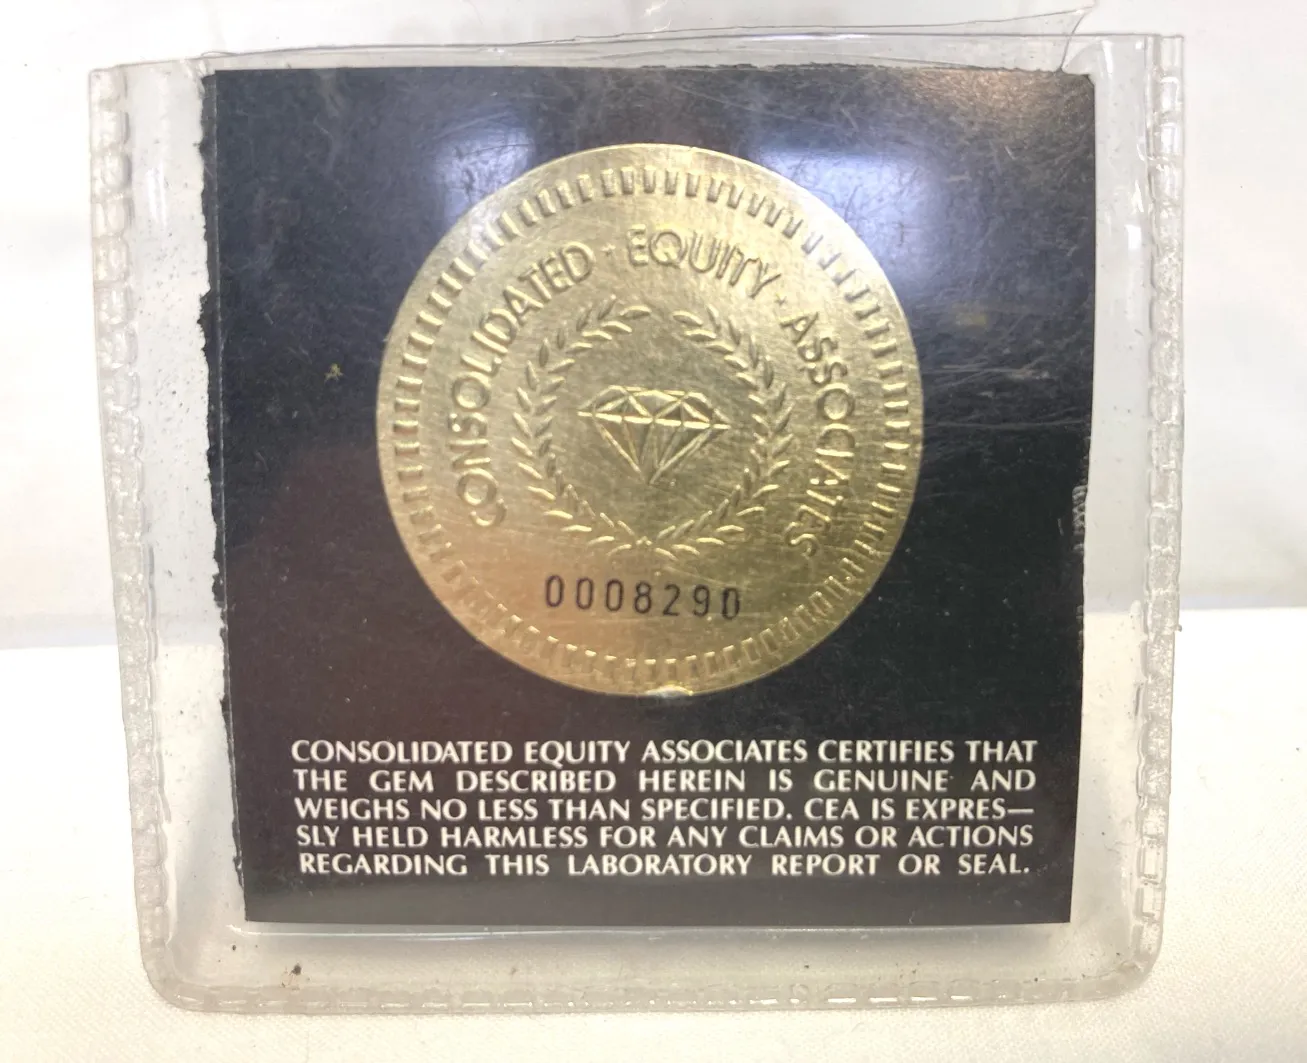 CONSOLIDATED · EQUITY · ASSOCIATES
0008290
CONSOLIDATED EQUITY ASSOCIATES CERTIFIES THAT
THE GEM DESCRIBED HEREIN IS GENUINE AND
WEIGHS NO LESS THAN SPECIFIED. CEA IS EXPRES—
SLY HELD HARMLESS FOR ANY CLAIMS OR ACTIONS
REGARDING THIS LABORATORY REPORT OR SEAL.